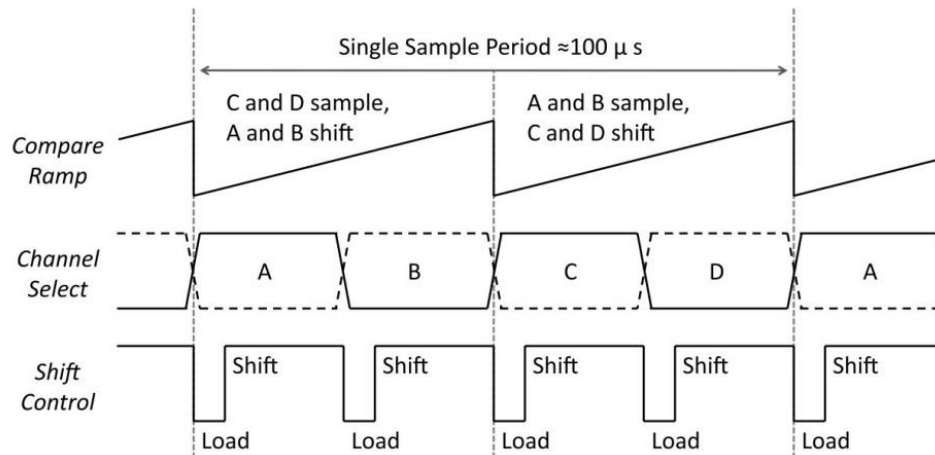 Single Sample Period ≈100 μ s
C and D sample,
A and B shift
A and B sample,
C and D shift
Compare
Ramp
Channel
Select
A
B
C
D
A
Shift
Control
Shift
Shift
Shift
Shift
Shift
Load
Load
Load
Load
Load